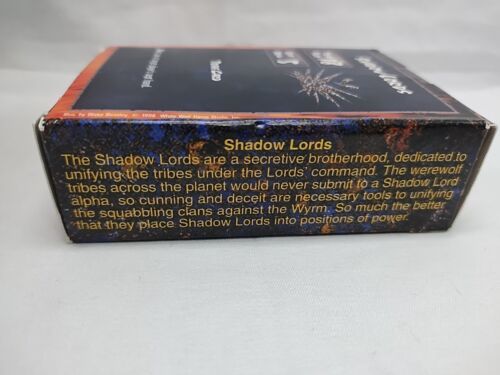 Shadow Lords
The Shadow Lords are a secretive brotherhood, dedicated to
unifying the tribes under the Lords' command. The werewolf
tribes across the planet would never submit to a Shadow Lord
alpha, so cunning and deceit are necessary tools to unifying
the squabbling clans against the Wyrm. So much the better
that they place Shadow Lords into positions of power.